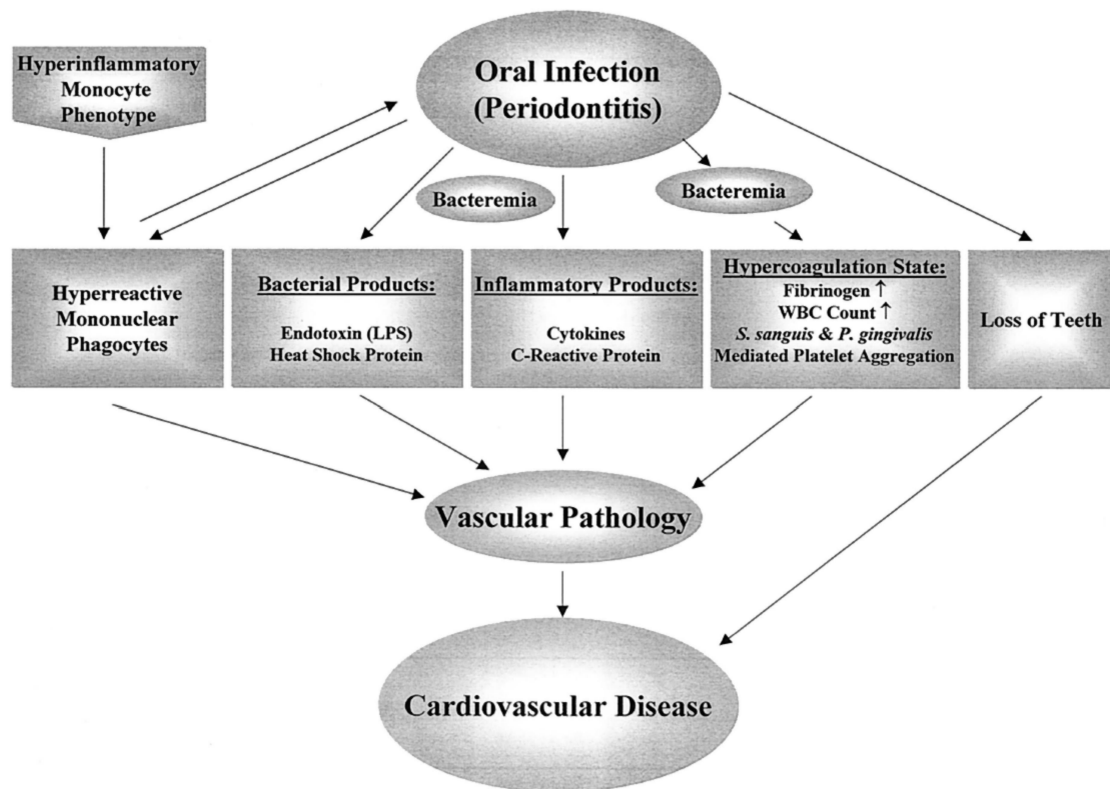 Hyperinflammatory
Monocyte
Phenotype
Oral Infection
(Periodontitis)
Bacteremia
Bacteremia
Hyperreactive
Mononuclear
Phagocytes
Bacterial Products:
Endotoxin (LPS)
Heat Shock Protein
Inflammatory Products:
Cytokines
C-Reactive Protein
Hypercoagulation State:
Fibrinogen ↑
WBC Count ↑
S. sanguis & P. gingivalis
Mediated Platelet Aggregation
Loss of Teeth
Vascular Pathology
Cardiovascular Disease